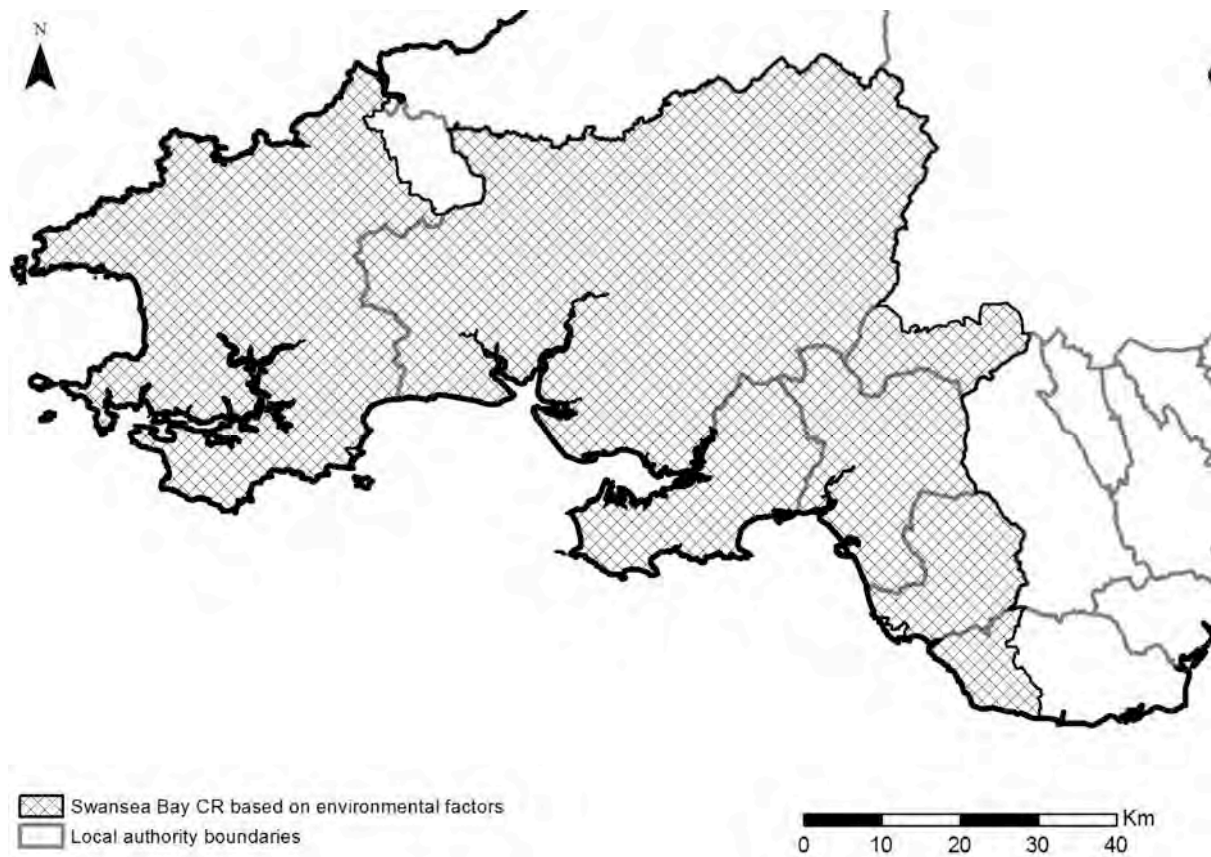 N
Swansea Bay CR based on environmental factors
Local authority boundaries
Km
0 10 20 30 40